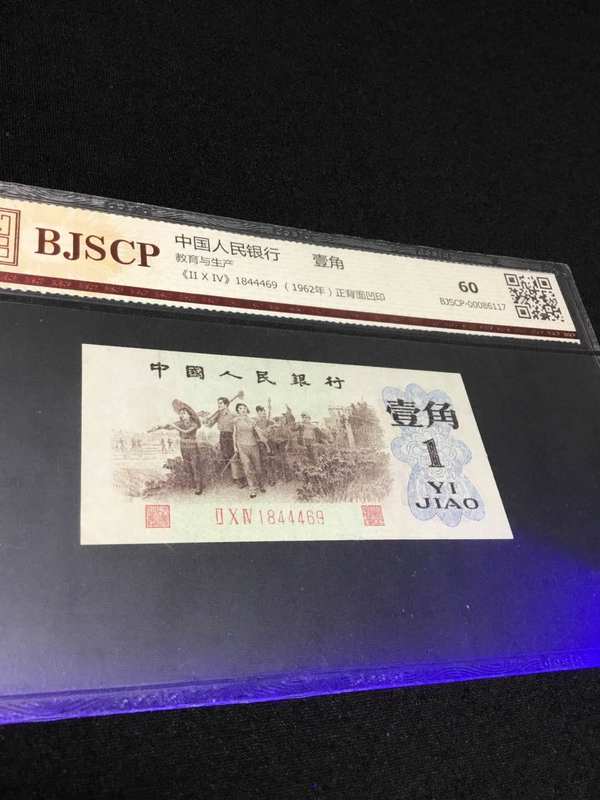 BJSCP
中国人民银行 壹角
教育与生产
《II X IV》1844469 （1962年）正背面凹印
60
BJSCP-00086117
中國人民銀行
壹角
1
YI
JIAO
II X IV 1844469